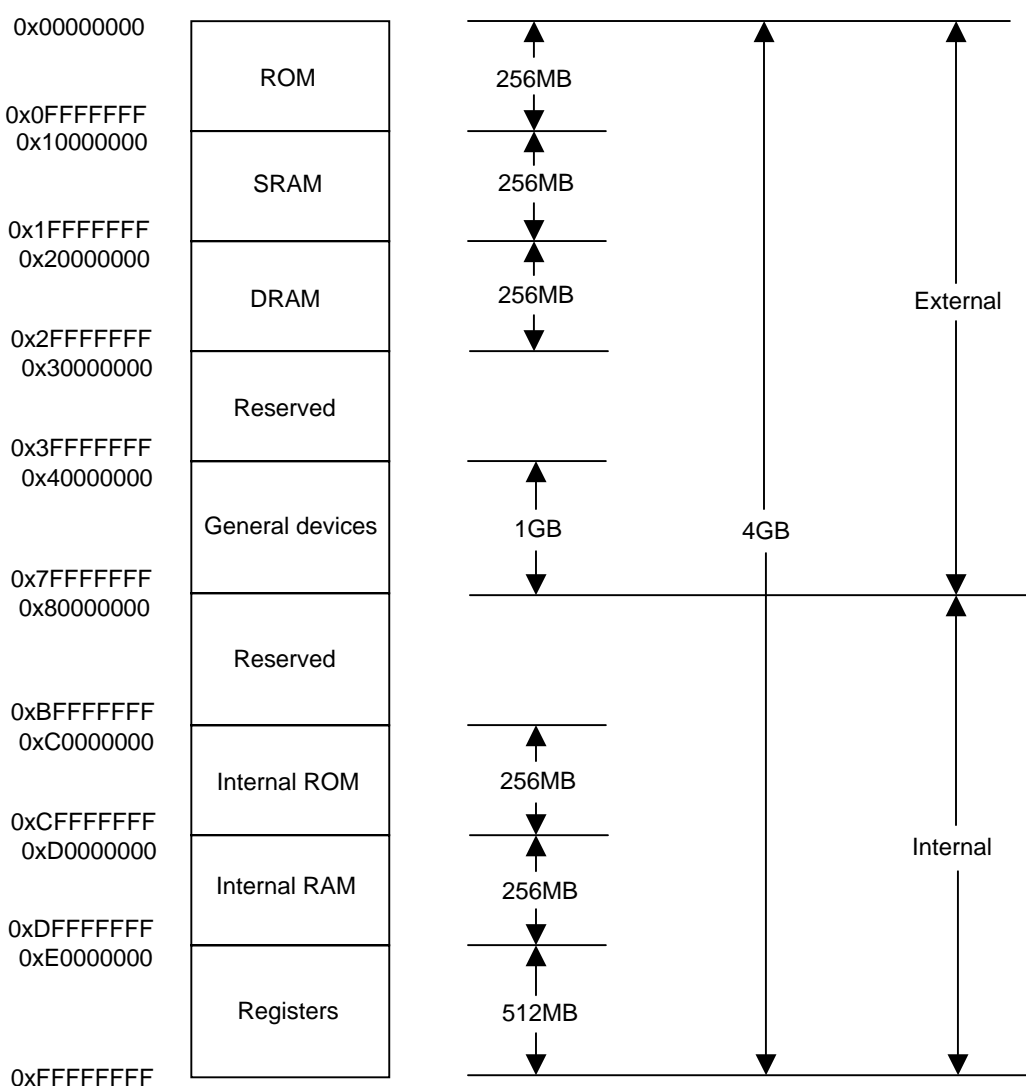 0x00000000
ROM
256MB
0x0FFFFFFF
0x10000000
SRAM
256MB
0x1FFFFFFF
0x20000000
DRAM
256MB
External
0x2FFFFFFF
0x30000000
Reserved
0x3FFFFFFF
0x40000000
General devices
1GB
4GB
0x7FFFFFFF
0x80000000
Reserved
0xBFFFFFFF
0xC0000000
Internal ROM
256MB
0xCFFFFFFF
0xD0000000
Internal
Internal RAM
256MB
0xDFFFFFFF
0xE0000000
Registers
512MB
0xFFFFFFFF